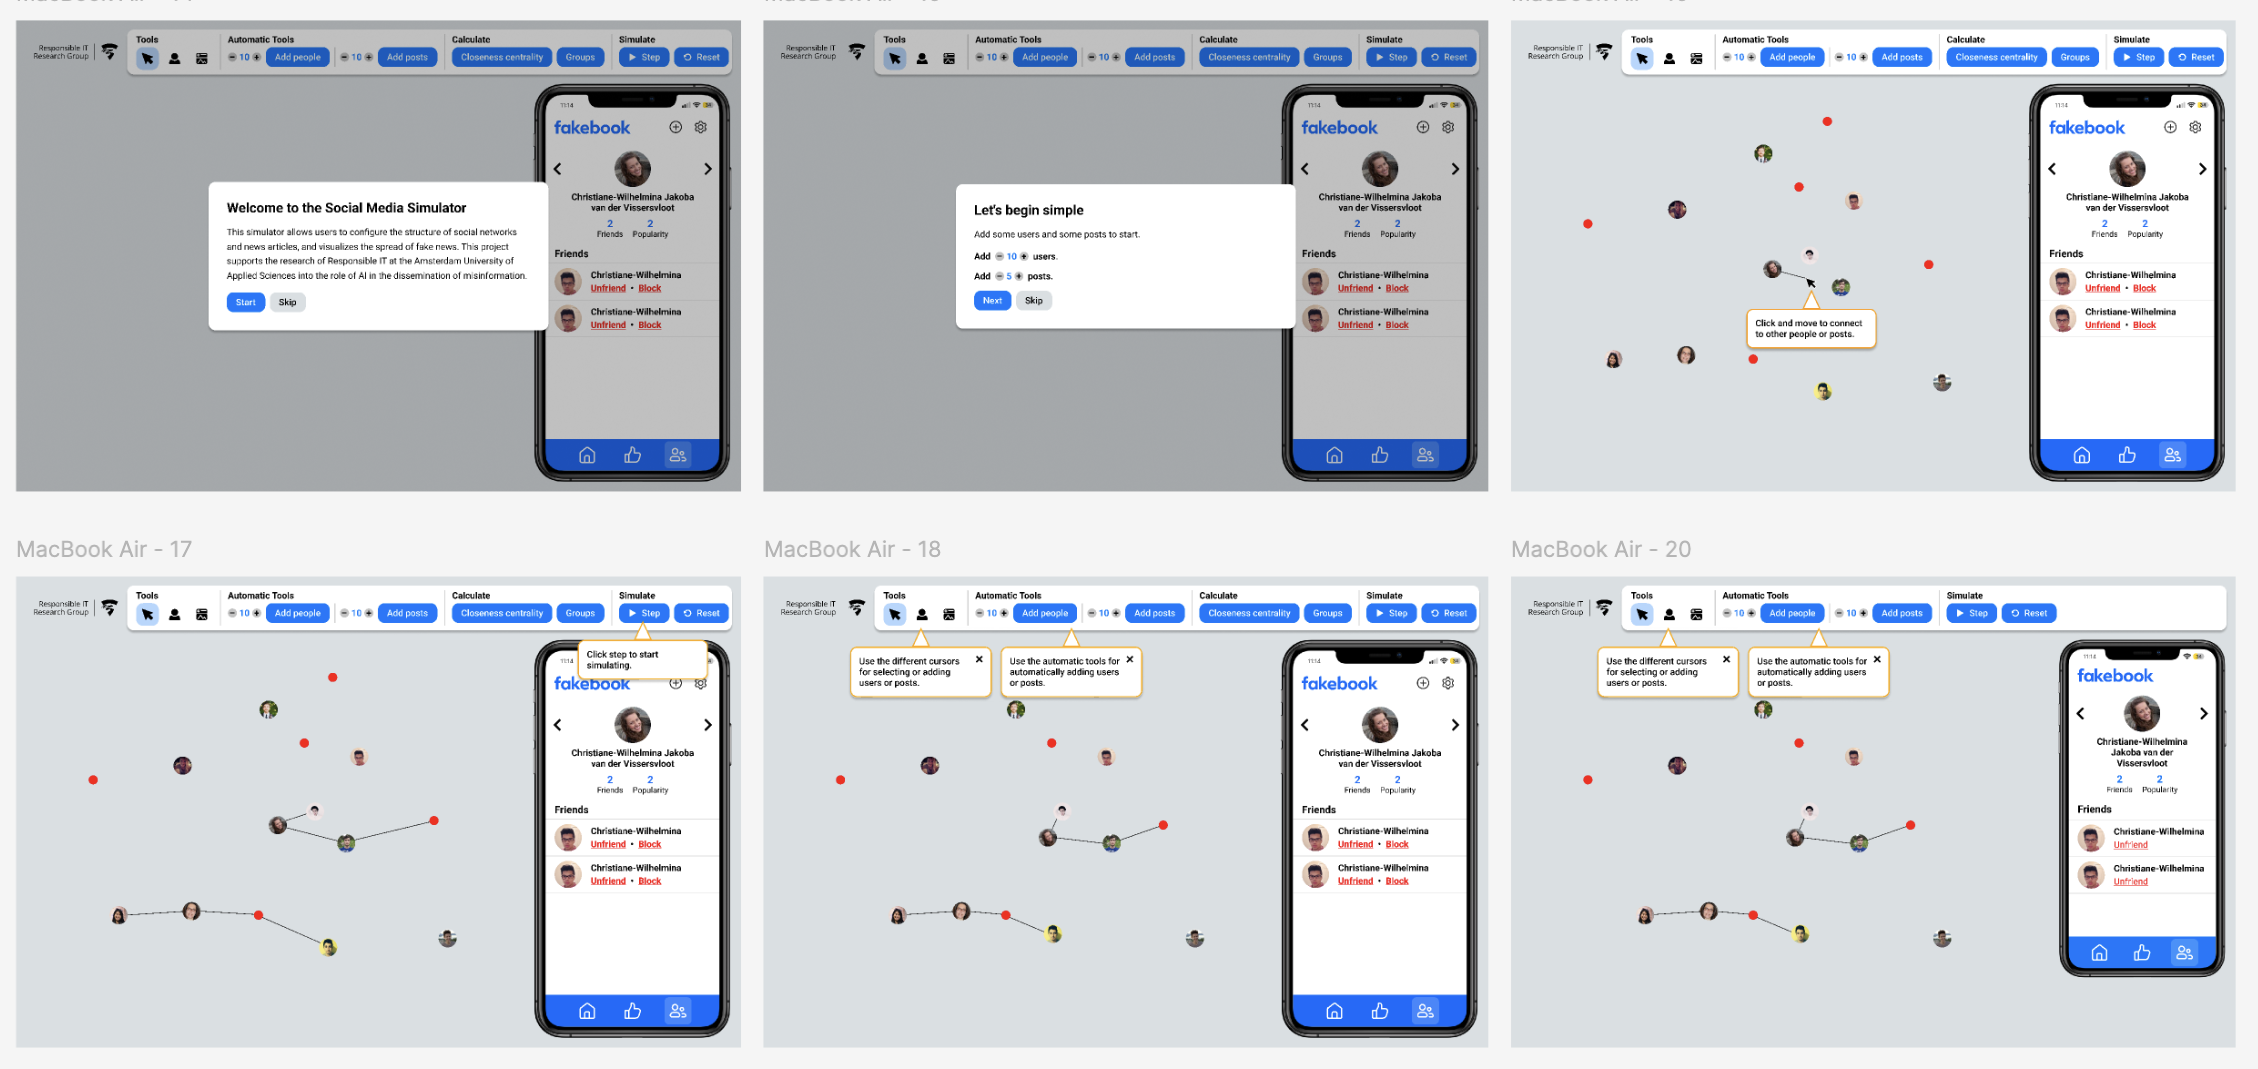 Responsible IT
Research Group
Tools
Automatic Tools
10
Add people
10
Add posts
Calculate
Closeness centrality
Groups
Simulate
Step
Reset
11:14
fakebook
Christiane-Wilhelmina Jakoba
van der Vissersvloot
2
2
Friends
Popularity
Friends
Christiane-Wilhelmina
Unfriend • Block
Christiane-Wilhelmina
Unfriend • Block
Welcome to the Social Media Simulator
This simulator allows users to configure the structure of social networks
and news articles, and visualizes the spread of fake news. This project
supports the research of Responsible IT at the Amsterdam University of
Applied Sciences into the role of AI in the dissemination of misinformation.
Start
Skip
Responsible IT
Research Group
Tools
Automatic Tools
10
Add people
10
Add posts
Calculate
Closeness centrality
Groups
Simulate
Step
Reset
11:14
fakebook
Christiane-Wilhelmina Jakoba
van der Vissersvloot
2
2
Friends
Popularity
Friends
Christiane-Wilhelmina
Unfriend • Block
Christiane-Wilhelmina
Unfriend • Block
Let's begin simple
Add some users and some posts to start.
Add 10 users.
Add 5 posts.
Next
Skip
Responsible IT
Research Group
Tools
Automatic Tools
10
Add people
10
Add posts
Calculate
Closeness centrality
Groups
Simulate
Step
Reset
11:14
fakebook
Christiane-Wilhelmina Jakoba
van der Vissersvloot
2
2
Friends
Popularity
Friends
Christiane-Wilhelmina
Unfriend • Block
Christiane-Wilhelmina
Unfriend • Block
Click and move to connect
to other people or posts.
MacBook Air - 17
Responsible IT
Research Group
Tools
Automatic Tools
10
Add people
10
Add posts
Calculate
Closeness centrality
Groups
Simulate
Step
Reset
Click step to start
simulating.
11:14
fakebook
Christiane-Wilhelmina Jakoba
van der Vissersvloot
2
2
Friends
Popularity
Friends
Christiane-Wilhelmina
Unfriend • Block
Christiane-Wilhelmina
Unfriend • Block
MacBook Air - 18
Responsible IT
Research Group
Tools
Automatic Tools
10
Add people
10
Add posts
Calculate
Closeness centrality
Groups
Simulate
Step
Reset
Use the different cursors
for selecting or adding
users or posts.
Use the automatic tools for
automatically adding users
or posts.
11:14
fakebook
Christiane-Wilhelmina Jakoba
van der Vissersvloot
2
2
Friends
Popularity
Friends
Christiane-Wilhelmina
Unfriend • Block
Christiane-Wilhelmina
Unfriend • Block
MacBook Air - 20
Responsible IT
Research Group
Tools
Automatic Tools
10
Add people
10
Add posts
Simulate
Step
Reset
Use the different cursors
for selecting or adding
users or posts.
Use the automatic tools for
automatically adding users
or posts.
11:14
fakebook
Christiane-Wilhelmina
Jakoba van der
Vissersvloot
2
2
Friends
Popularity
Friends
Christiane-Wilhelmina
Unfriend
Christiane-Wilhelmina
Unfriend